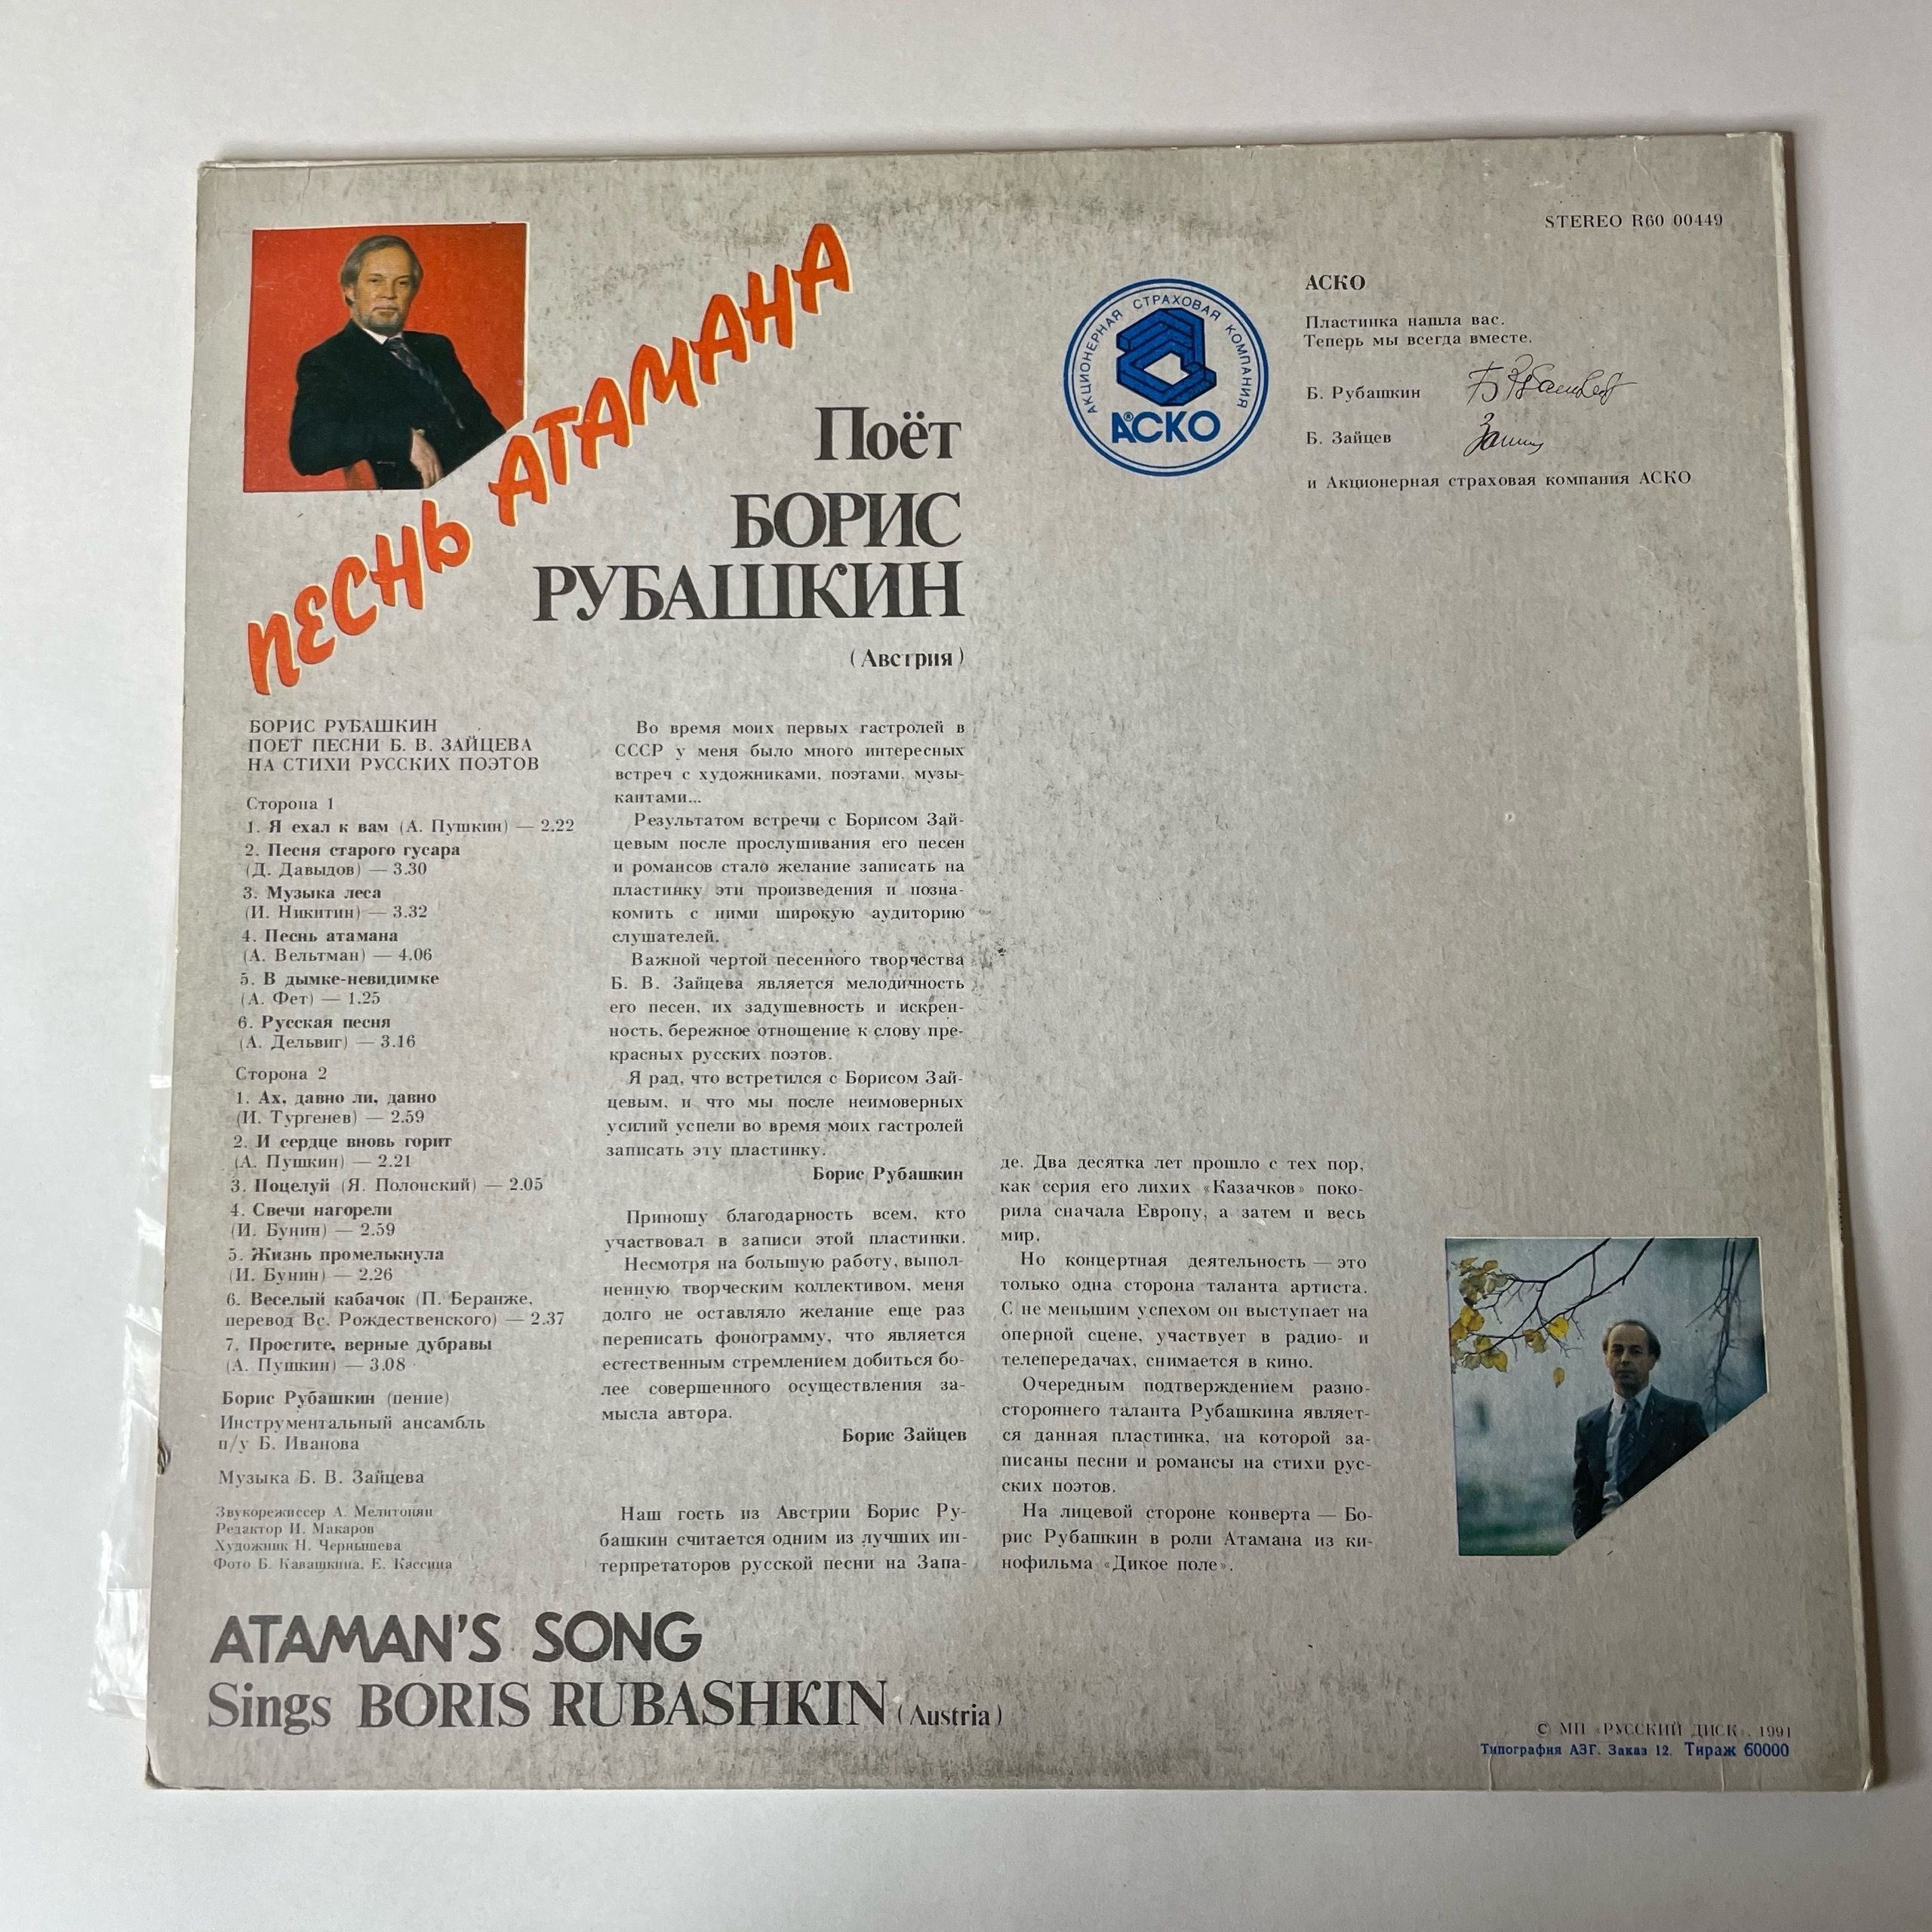 STEREO R60 00449
ПЕСНЬ АТАМАНА
Поёт
БОРИС
РУБАШКИН
(Австрия)
АКЦИОНЕРНАЯ СТРАХОВАЯ КОМПАНИЯ
АСКО
®
АСКО
Пластинка нашла вас.
Теперь мы всегда вместе.
Б. Рубашкин
Б. Зайцев
и Акционерная страховая компания АСКО
БОРИС РУБАШКИН
ПОЕТ ПЕСНИ Б. В. ЗАЙЦЕВА
НА СТИХИ РУССКИХ ПОЭТОВ
Сторона 1
1. Я ехал к вам (А. Пушкин) — 2.22
2. Песня старого гусара
(Д. Давыдов) — 3.30
3. Музыка леса
(И. Никитин) — 3.32
4. Песнь атамана
(А. Вельтман) — 4.06
5. В дымке-невидимке
(А. Фет) — 1.25
6. Русская песня
(А. Дельвиг) — 3.16
Сторона 2
1. Ах, давно ли, давно
(И. Тургенев) — 2.59
2. И сердце вновь горит
(А. Пушкин) — 2.21
3. Поцелуй (Я. Полонский) — 2.05
4. Свечи нагорели
(И. Бунин) — 2.59
5. Жизнь промелькнула
(И. Бунин) — 2.26
6. Веселый кабачок (П. Беранже,
перевод Вс. Рождественского) — 2.37
7. Простите, верные дубравы
(А. Пушкин) — 3.08
Борис Рубашкин (пение)
Инструментальный ансамбль
п/у Б. Иванова
Музыка Б. В. Зайцева
Звукорежиссер А. Мелитонян
Редактор И. Макаров
Художник Н. Чернышева
Фото Б. Кавашкина, Е. Кассина
Во время моих первых гастролей в
СССР у меня было много интересных
встреч с художниками, поэтами, музы-
кантами...
Результатом встречи с Борисом Зай-
цевым после прослушивания его песен
и романсов стало желание записать на
пластинку эти произведения и позна-
комить с ними широкую аудиторию
слушателей.
Важной чертой песенного творчества
Б. В. Зайцева является мелодичность
его песен, их задушевность и искрен-
ность, бережное отношение к слову пре-
красных русских поэтов.
Я рад, что встретился с Борисом Зай-
цевым, и что мы после неимоверных
усилий успели во время моих гастролей
записать эту пластинку.
Борис Рубашкин
Приношу благодарность всем, кто
участвовал в записи этой пластинки.
Несмотря на большую работу, выпол-
ненную творческим коллективом, меня
долго не оставляло желание еще раз
переписать фонограмму, что является
естественным стремлением добиться бо-
лее совершенного осуществления за-
мысла автора.
Борис Зайцев
Наш гость из Австрии Борис Ру-
башкин считается одним из лучших ин-
терпретаторов русской песни на Запа-
де. Два десятка лет прошло с тех пор,
как серия его лихих «Казачков» поко-
рила сначала Европу, а затем и весь
мир.
Но концертная деятельность — это
только одна сторона таланта артиста.
С не меньшим успехом он выступает на
оперной сцене, участвует в радио- и
телепередачах, снимается в кино.
Очередным подтверждением разно-
стороннего таланта Рубашкина являет-
ся данная пластинка, на которой за-
писаны песни и романсы на стихи рус-
ских поэтов.
На лицевой стороне конверта — Бо-
рис Рубашкин в роли Атамана из ки-
нофильма «Дикое поле».
ATAMAN'S SONG
Sings BORIS RUBASHKIN (Austria)
© МП «РУССКИЙ ДИСК», 1991
Типография АЗГ. Заказ 12. Тираж 60000